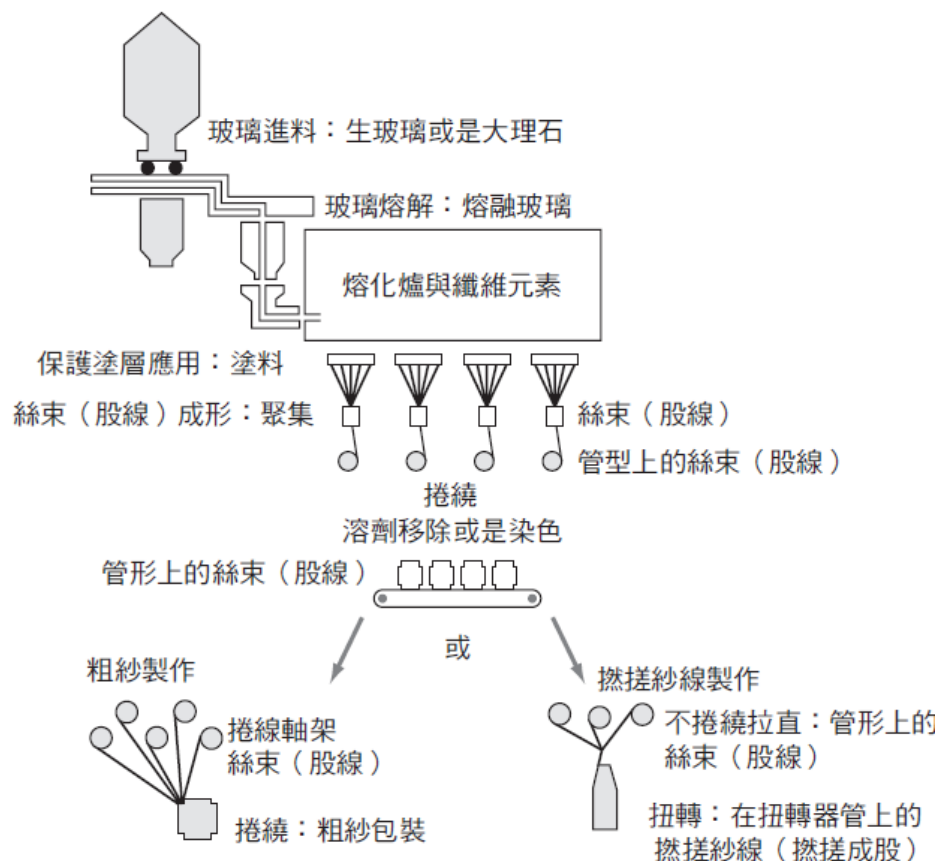 玻璃進料：生玻璃或是大理石
玻璃熔解：熔融玻璃
熔化爐與纖維元素
保護塗層應用：塗料
絲束（股線）成形：聚集
絲束（股線）
管型上的絲束（股線）
捲繞
溶劑移除或是染色
管形上的絲束（股線）
或
粗紗製作
捲線軸架
絲束（股線）
捲繞：粗紗包裝
撚搓紗線製作
不捲繞拉直：管形上的
絲束（股線）
扭轉：在扭轉器管上的
撚搓紗線（撚搓成股）